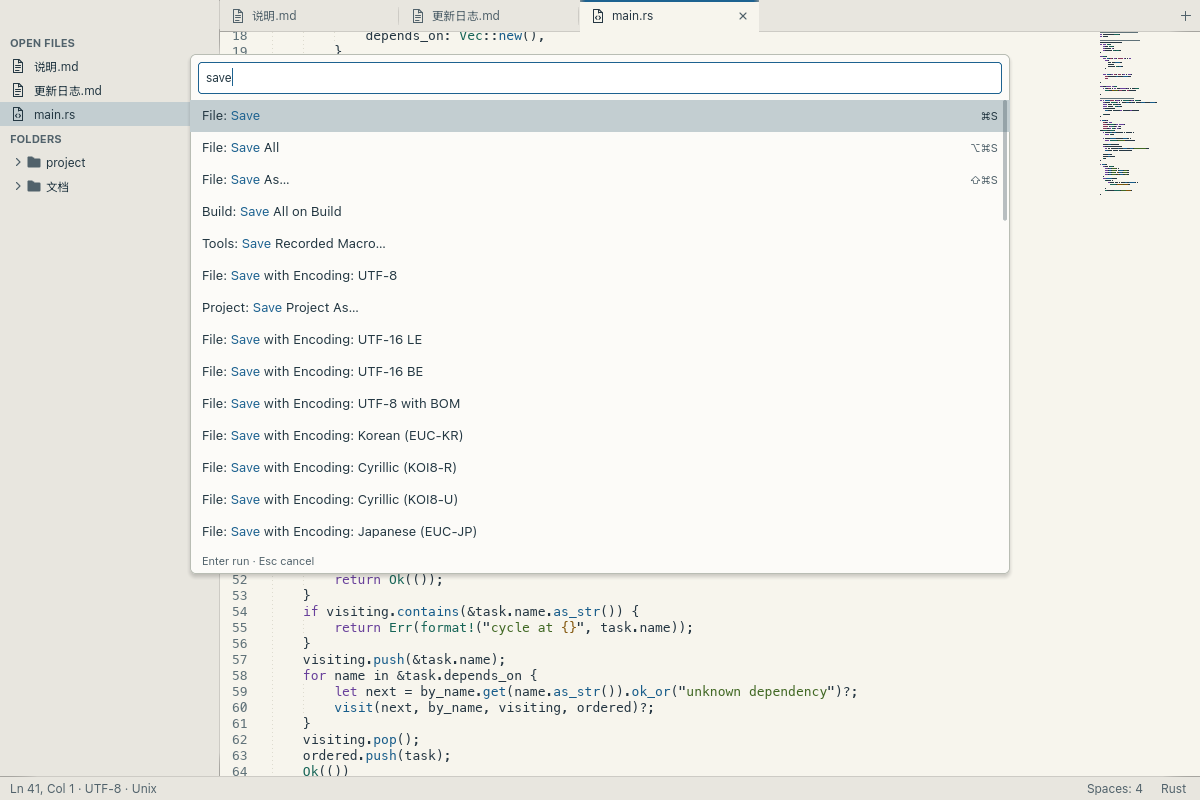 说明.md
更新日志.md
main.rs
OPEN FILES
说明.md
更新日志.md
main.rs
FOLDERS
project
文档
18 depends_on: Vec::new(),
19 }
save
File: Save ⌘S
File: Save All ⌥⌘S
File: Save As... ⇧⌘S
Build: Save All on Build
Tools: Save Recorded Macro...
File: Save with Encoding: UTF-8
Project: Save Project As...
File: Save with Encoding: UTF-16 LE
File: Save with Encoding: UTF-16 BE
File: Save with Encoding: UTF-8 with BOM
File: Save with Encoding: Korean (EUC-KR)
File: Save with Encoding: Cyrillic (KOI8-R)
File: Save with Encoding: Cyrillic (KOI8-U)
File: Save with Encoding: Japanese (EUC-JP)
Enter run · Esc cancel
52 return Ok(());
53 }
54 if visiting.contains(&task.name.as_str()) {
55 return Err(format!("cycle at {}", task.name));
56 }
57 visiting.push(&task.name);
58 for name in &task.depends_on {
59 let next = by_name.get(name.as_str()).ok_or("unknown dependency")?;
60 visit(next, by_name, visiting, ordered)?;
61 }
62 visiting.pop();
63 ordered.push(task);
64 Ok(())
Ln 41, Col 1 · UTF-8 · Unix
Spaces: 4
Rust